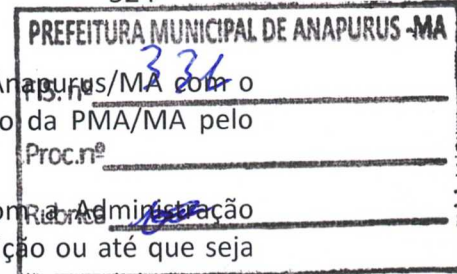 PREFEITURA MUNICIPAL DE ANAPURUS -MA
Anapurus/MA com o
Fls. nº 331
o da PMA/MA pelo
Proc.nº
om a Administração
Rubrica
ção ou até que seja